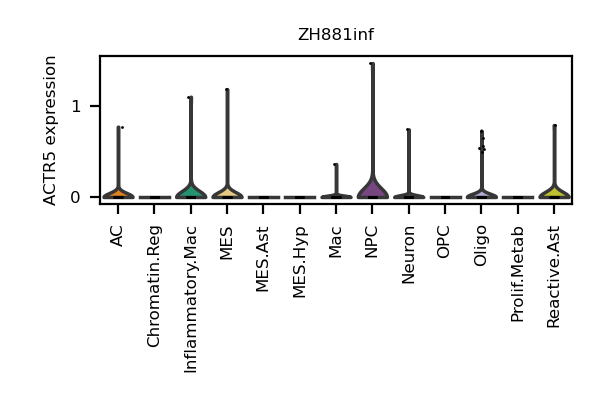 ZH881inf
ACTR5 expression
1
0
AC
Chromatin.Reg
Inflammatory.Mac
MES
MES.Ast
MES.Hyp
Mac
NPC
Neuron
OPC
Oligo
Prolif.Metab
Reactive.Ast